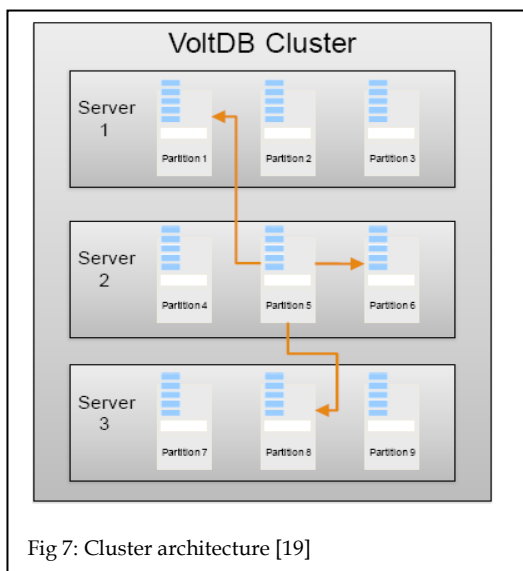 VoltDB Cluster
Server
1
Partition 1
Partition 2
Partition 3
Server
2
Partition 4
Partition 5
Partition 6
Server
3
Partition 7
Partition 8
Partition 9
Fig 7: Cluster architecture [19]